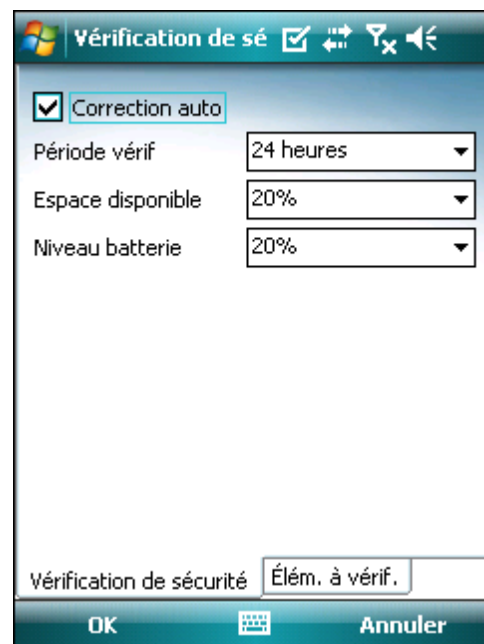 Vérification de sé
Correction auto
Période vérif
24 heures
Espace disponible
20%
Niveau batterie
20%
Vérification de sécurité
Élém. à vérif.
OK
Annuler